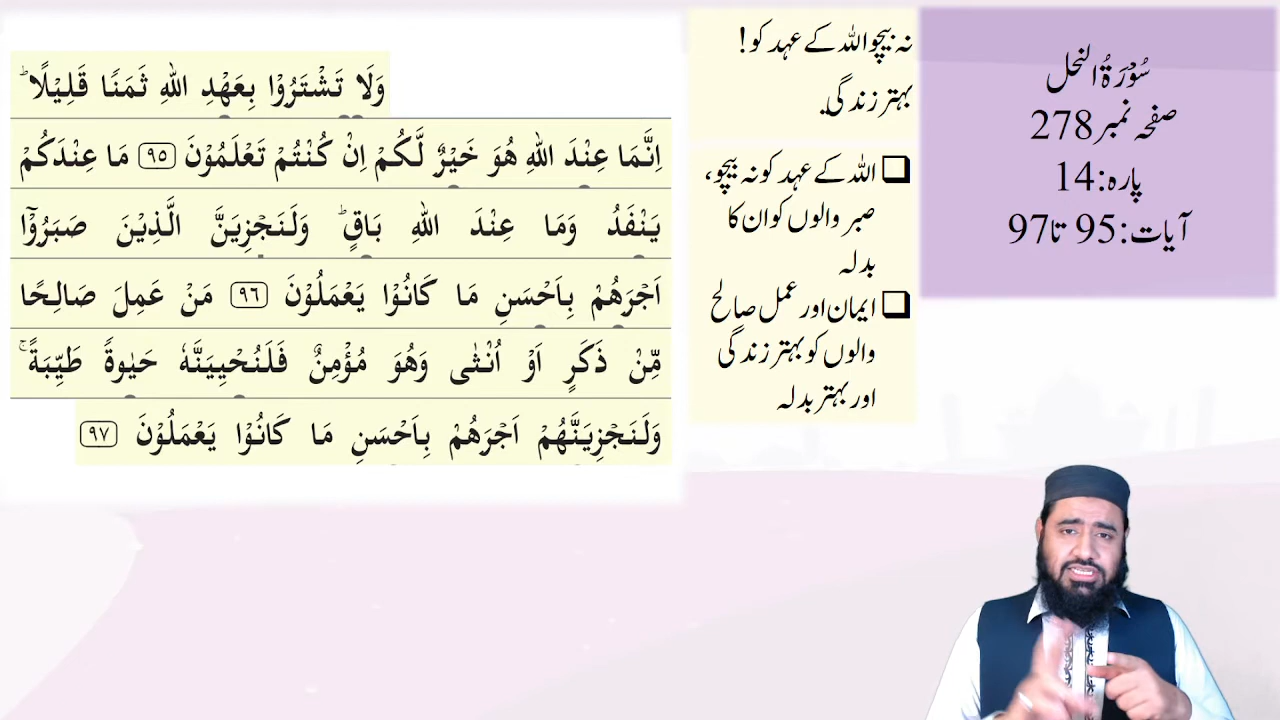 سُوْرَةُ النحل
صفحہ نمبر 278
پارہ: 14
آیات: 95 تا 97
نہ بیچو اللہ کے عہد کو!
بہتر زندگی.
❑ اللہ کے عہد کو نہ بیچو،
صبر والوں کو ان کا
بدلہ
❑ ایمان اور عمل صالح
والوں کو بہتر زندگی
اور بہتر بدلہ
وَلَا تَشْتَرُوْا بِعَهْدِ اللّٰهِ ثَمَنًا قَلِيْلًا ؕ
اِنَّمَا عِنْدَ اللّٰهِ هُوَ خَيْرٌ لَّكُمْ اِنْ كُنْتُمْ تَعْلَمُوْنَ ٩٥ مَا عِنْدَكُمْ
يَنْفَدُ وَمَا عِنْدَ اللّٰهِ بَاقٍ ؕ وَلَنَجْزِيَنَّ الَّذِيْنَ صَبَرُوْۤا
اَجْرَهُمْ بِاَحْسَنِ مَا كَانُوْا يَعْمَلُوْنَ ٩٦ مَنْ عَمِلَ صَالِحًا
مِّنْ ذَكَرٍ اَوْ اُنْثٰى وَهُوَ مُؤْمِنٌ فَلَنُحْيِيَنَّهٗ حَيٰوةً طَيِّبَةً ۚ
وَلَنَجْزِيَنَّهُمْ اَجْرَهُمْ بِاَحْسَنِ مَا كَانُوْا يَعْمَلُوْنَ ٩٧